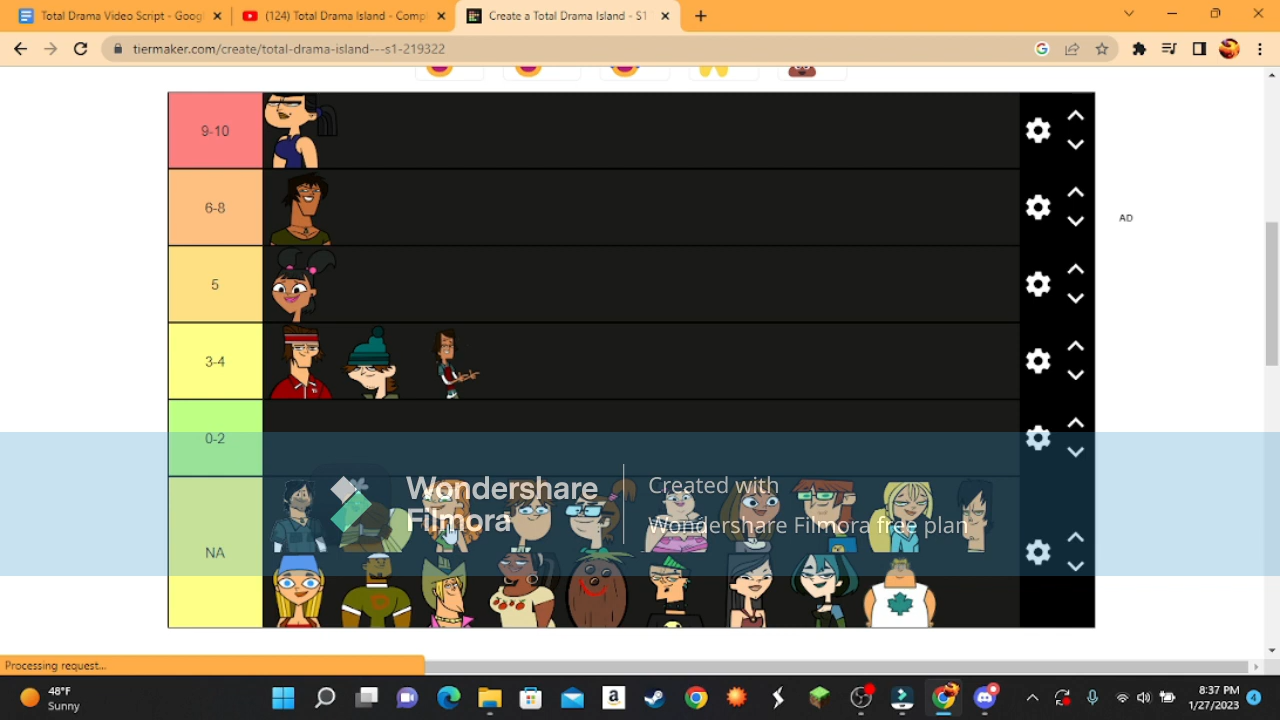 Total Drama Video Script - Goog
(124) Total Drama Island - Compl
Create a Total Drama Island - S1
tiermaker.com/create/total-drama-island---s1-219322
9-10
AD
6-8
5
3-4
0-2
Wondershare
Filmora
Created with
Wondershare Filmora free plan
NA
Processing request...
48°F
Sunny
8:37 PM
1/27/2023
4